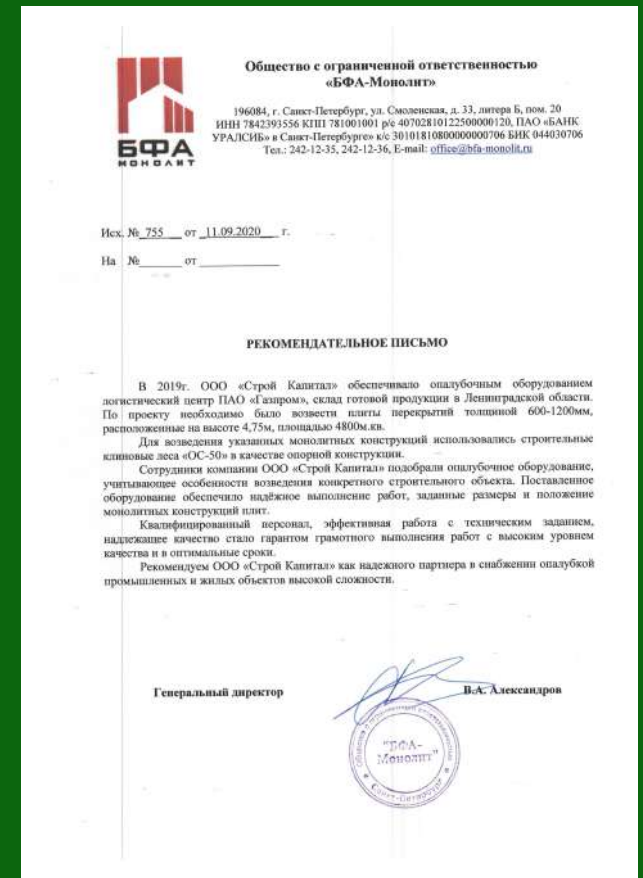 Общество с ограниченной ответственностью
«БФА-Монолит»
БФА
МОНОЛИТ
196084, г. Санкт-Петербург, ул. Смоленская, д. 33, литера Б, пом. 20
ИНН 7842393556 КПП 781001001 р/с 40702810122500000120, ПАО «БАНК
УРАЛСИБ» в Санкт-Петербурге» к/с 30101810800000000706 БИК 044030706
Тел.: 242-12-35, 242-12-36, E-mail: office@bfa-monolit.ru
Исх. № 755 от 11.09.2020 г.
На № от
РЕКОМЕНДАТЕЛЬНОЕ ПИСЬМО
В 2019г. ООО «Строй Капитал» обеспечивало опалубочным оборудованием
логистический центр ПАО «Газпром», склад готовой продукции в Ленинградской области.
По проекту необходимо было возвести плиты перекрытий толщиной 600-1200мм,
расположенные на высоте 4,75м, площадью 4800м.кв.
Для возведения указанных монолитных конструкций использовались строительные
клиновые леса «ОС-50» в качестве опорной конструкции.
Сотрудники компании ООО «Строй Капитал» подобрали опалубочное оборудование,
учитывающее особенности возведения конкретного строительного объекта. Поставленное
оборудование обеспечило надёжное выполнение работ, заданные размеры и положение
монолитных конструкций плит.
Квалифицированный персонал, эффективная работа с техническим заданием,
надлежащее качество стало гарантом грамотного выполнения работ с высоким уровнем
качества и в оптимальные сроки.
Рекомендуем ООО «Строй Капитал» как надежного партнера в снабжении опалубкой
промышленных и жилых объектов высокой сложности.
Генеральный директор В.А. Александров
Общество с ограниченной ответственностью
"БФА-
Монолит"
Санкт-Петербург